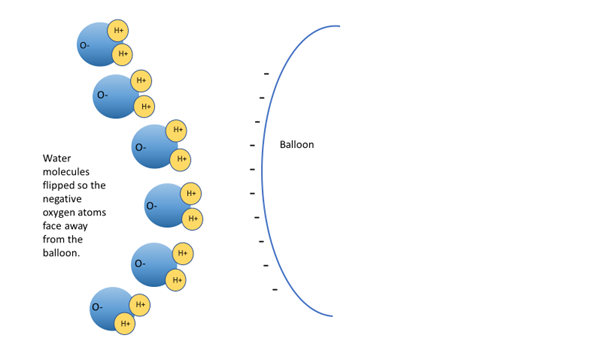 O-
H+
H+
O-
H+
H+
O-
H+
H+
Balloon
Water
molecules
flipped so the
negative
oxygen atoms
face away
from the
balloon.
O-
H+
H+
O-
H+
H+
O-
H+
H+
-
-
-
-
-
-
-
-
-
-